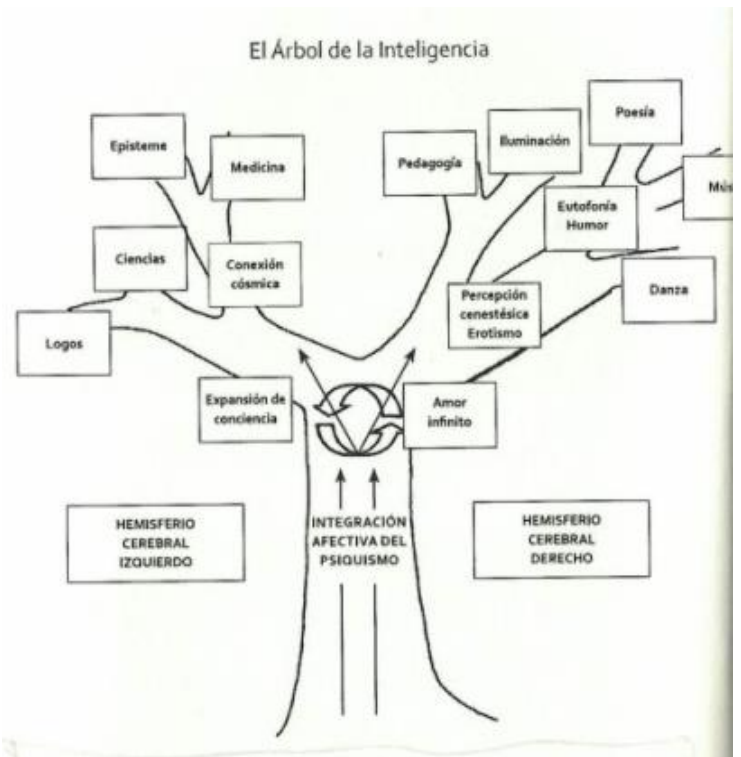 El Árbol de la Inteligencia
Poesía
Episteme
Medicina
Pedagogía
Iluminación
Eutofonía
Humor
Ciencias
Conexión
cósmica
Percepción
cenestésica
Erotismo
Danza
Logos
Expansión de
conciencia
Amor
infinito
HEMISFERIO
CEREBRAL
IZQUIERDO
INTEGRACIÓN
AFECTIVA DEL
PSIQUISMO
HEMISFERIO
CEREBRAL
DERECHO